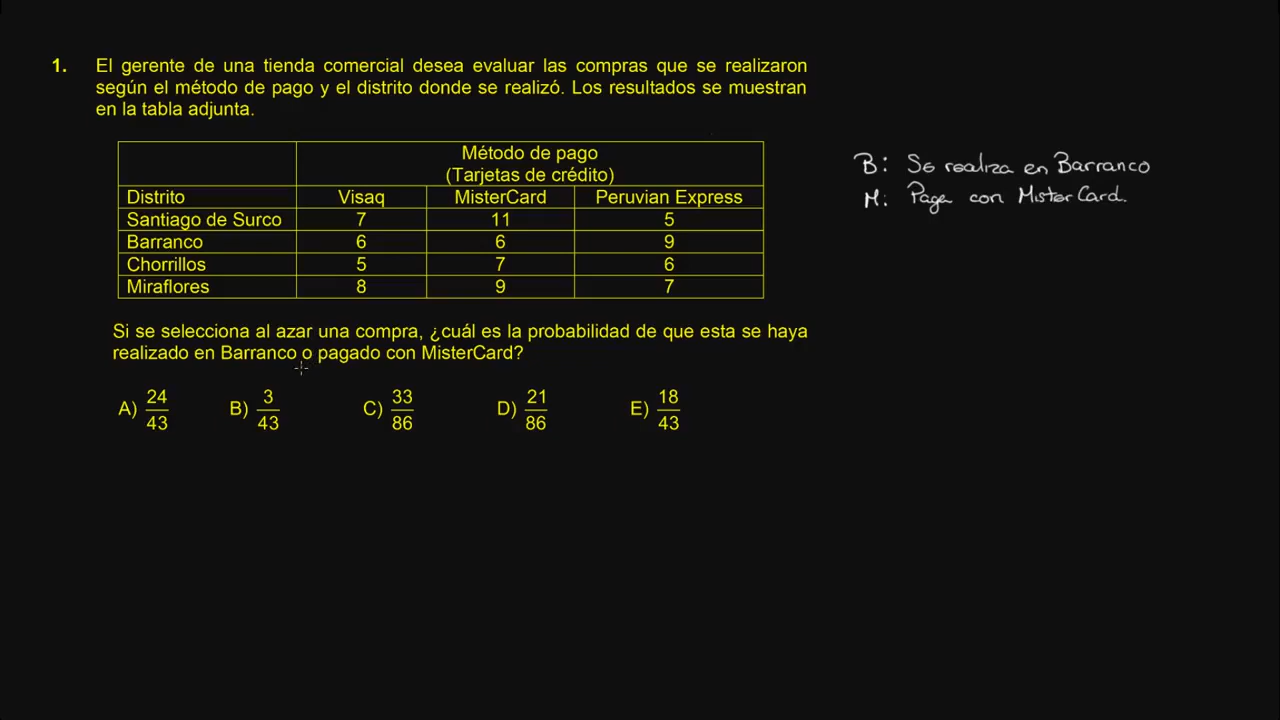 1. El gerente de una tienda comercial desea evaluar las compras que se realizaron
según el método de pago y el distrito donde se realizó. Los resultados se muestran
en la tabla adjunta.
Método de pago
(Tarjetas de crédito)
Distrito Visaq MisterCard Peruvian Express
Santiago de Surco 7 11 5
Barranco 6 6 9
Chorrillos 5 7 6
Miraflores 8 9 7
B: Se realiza en Barranco
M: Paga con MisterCard.
Si se selecciona al azar una compra, ¿cuál es la probabilidad de que esta se haya
realizado en Barranco o pagado con MisterCard?
A) 24/43 B) 3/43 C) 33/86 D) 21/86 E) 18/43